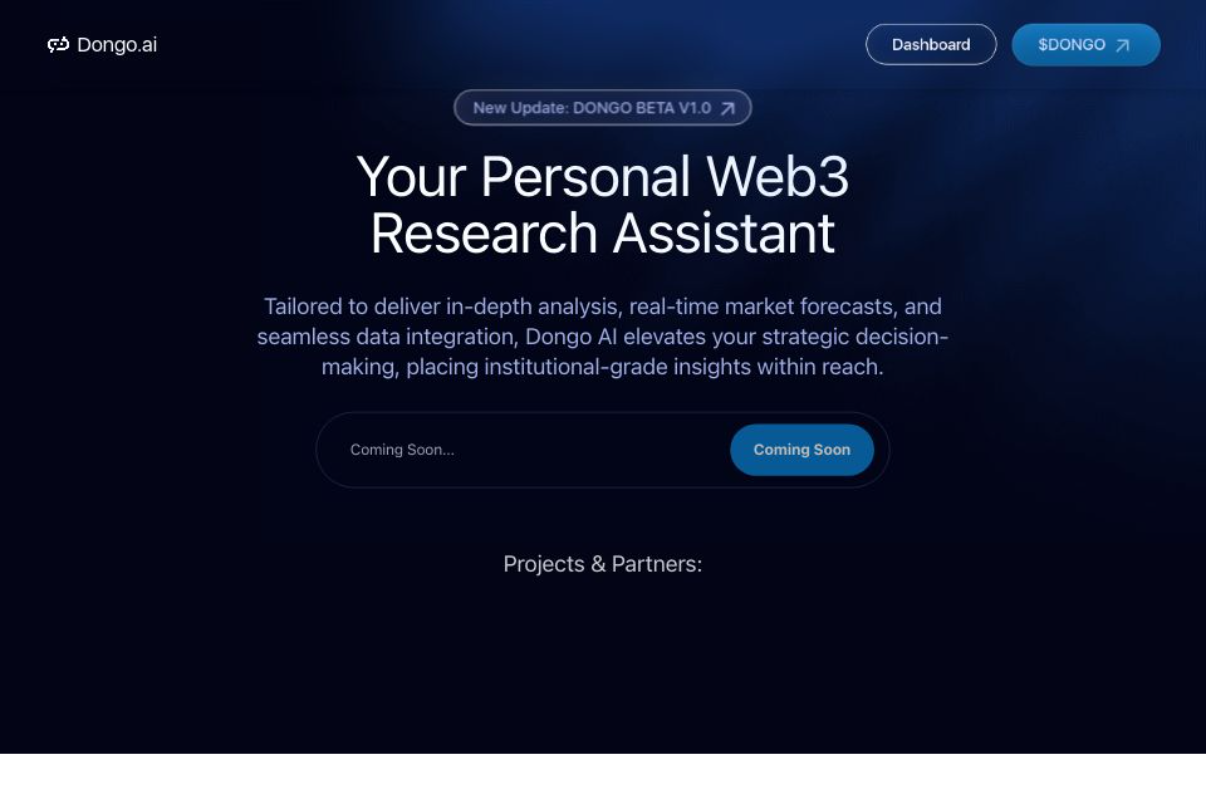 Dongo.ai
Dashboard
$DONGO
New Update: DONGO BETA V1.0
Your Personal Web3
Research Assistant
Tailored to deliver in-depth analysis, real-time market forecasts, and
seamless data integration, Dongo AI elevates your strategic decision-
making, placing institutional-grade insights within reach.
Coming Soon...
Coming Soon
Projects & Partners: